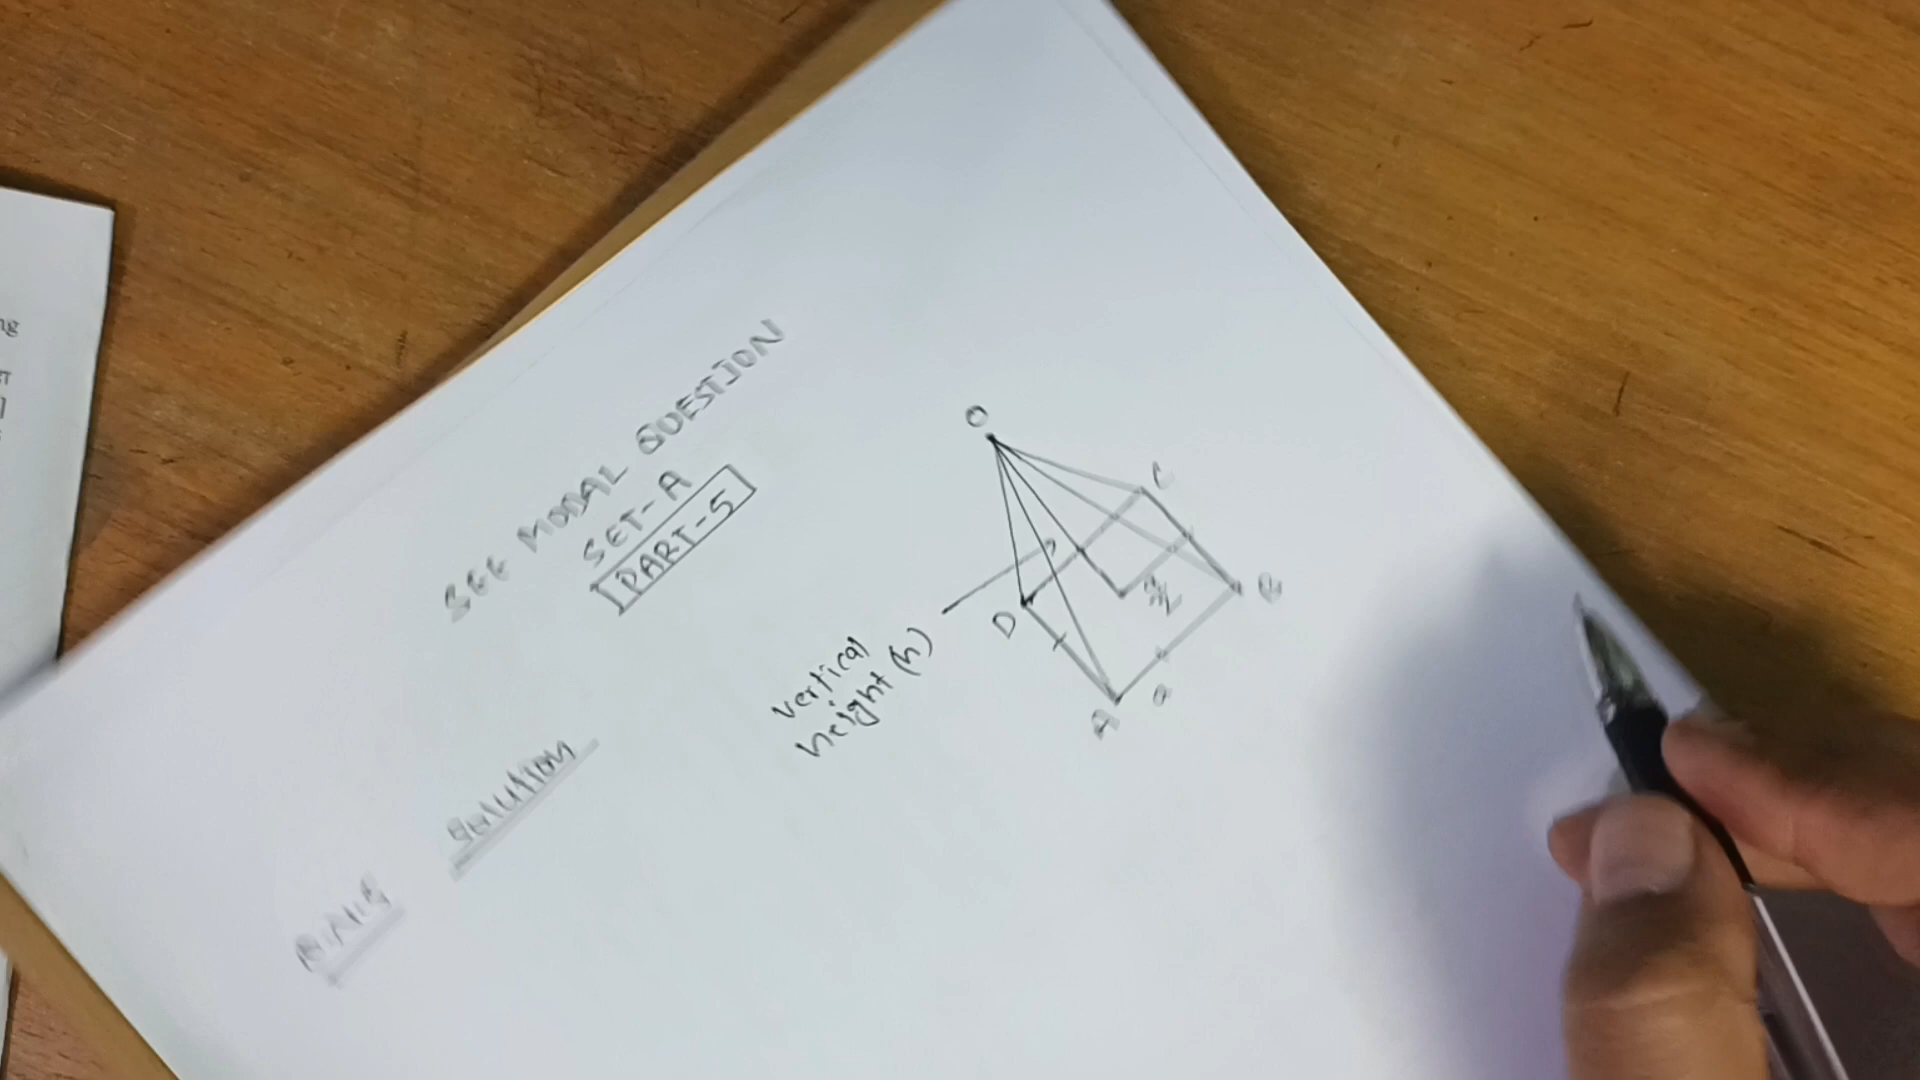 SEE MODAL QUESTION
SET-A
PART-5
O
C
D
B
a/2
A
a
vertical
height (h)
Solution